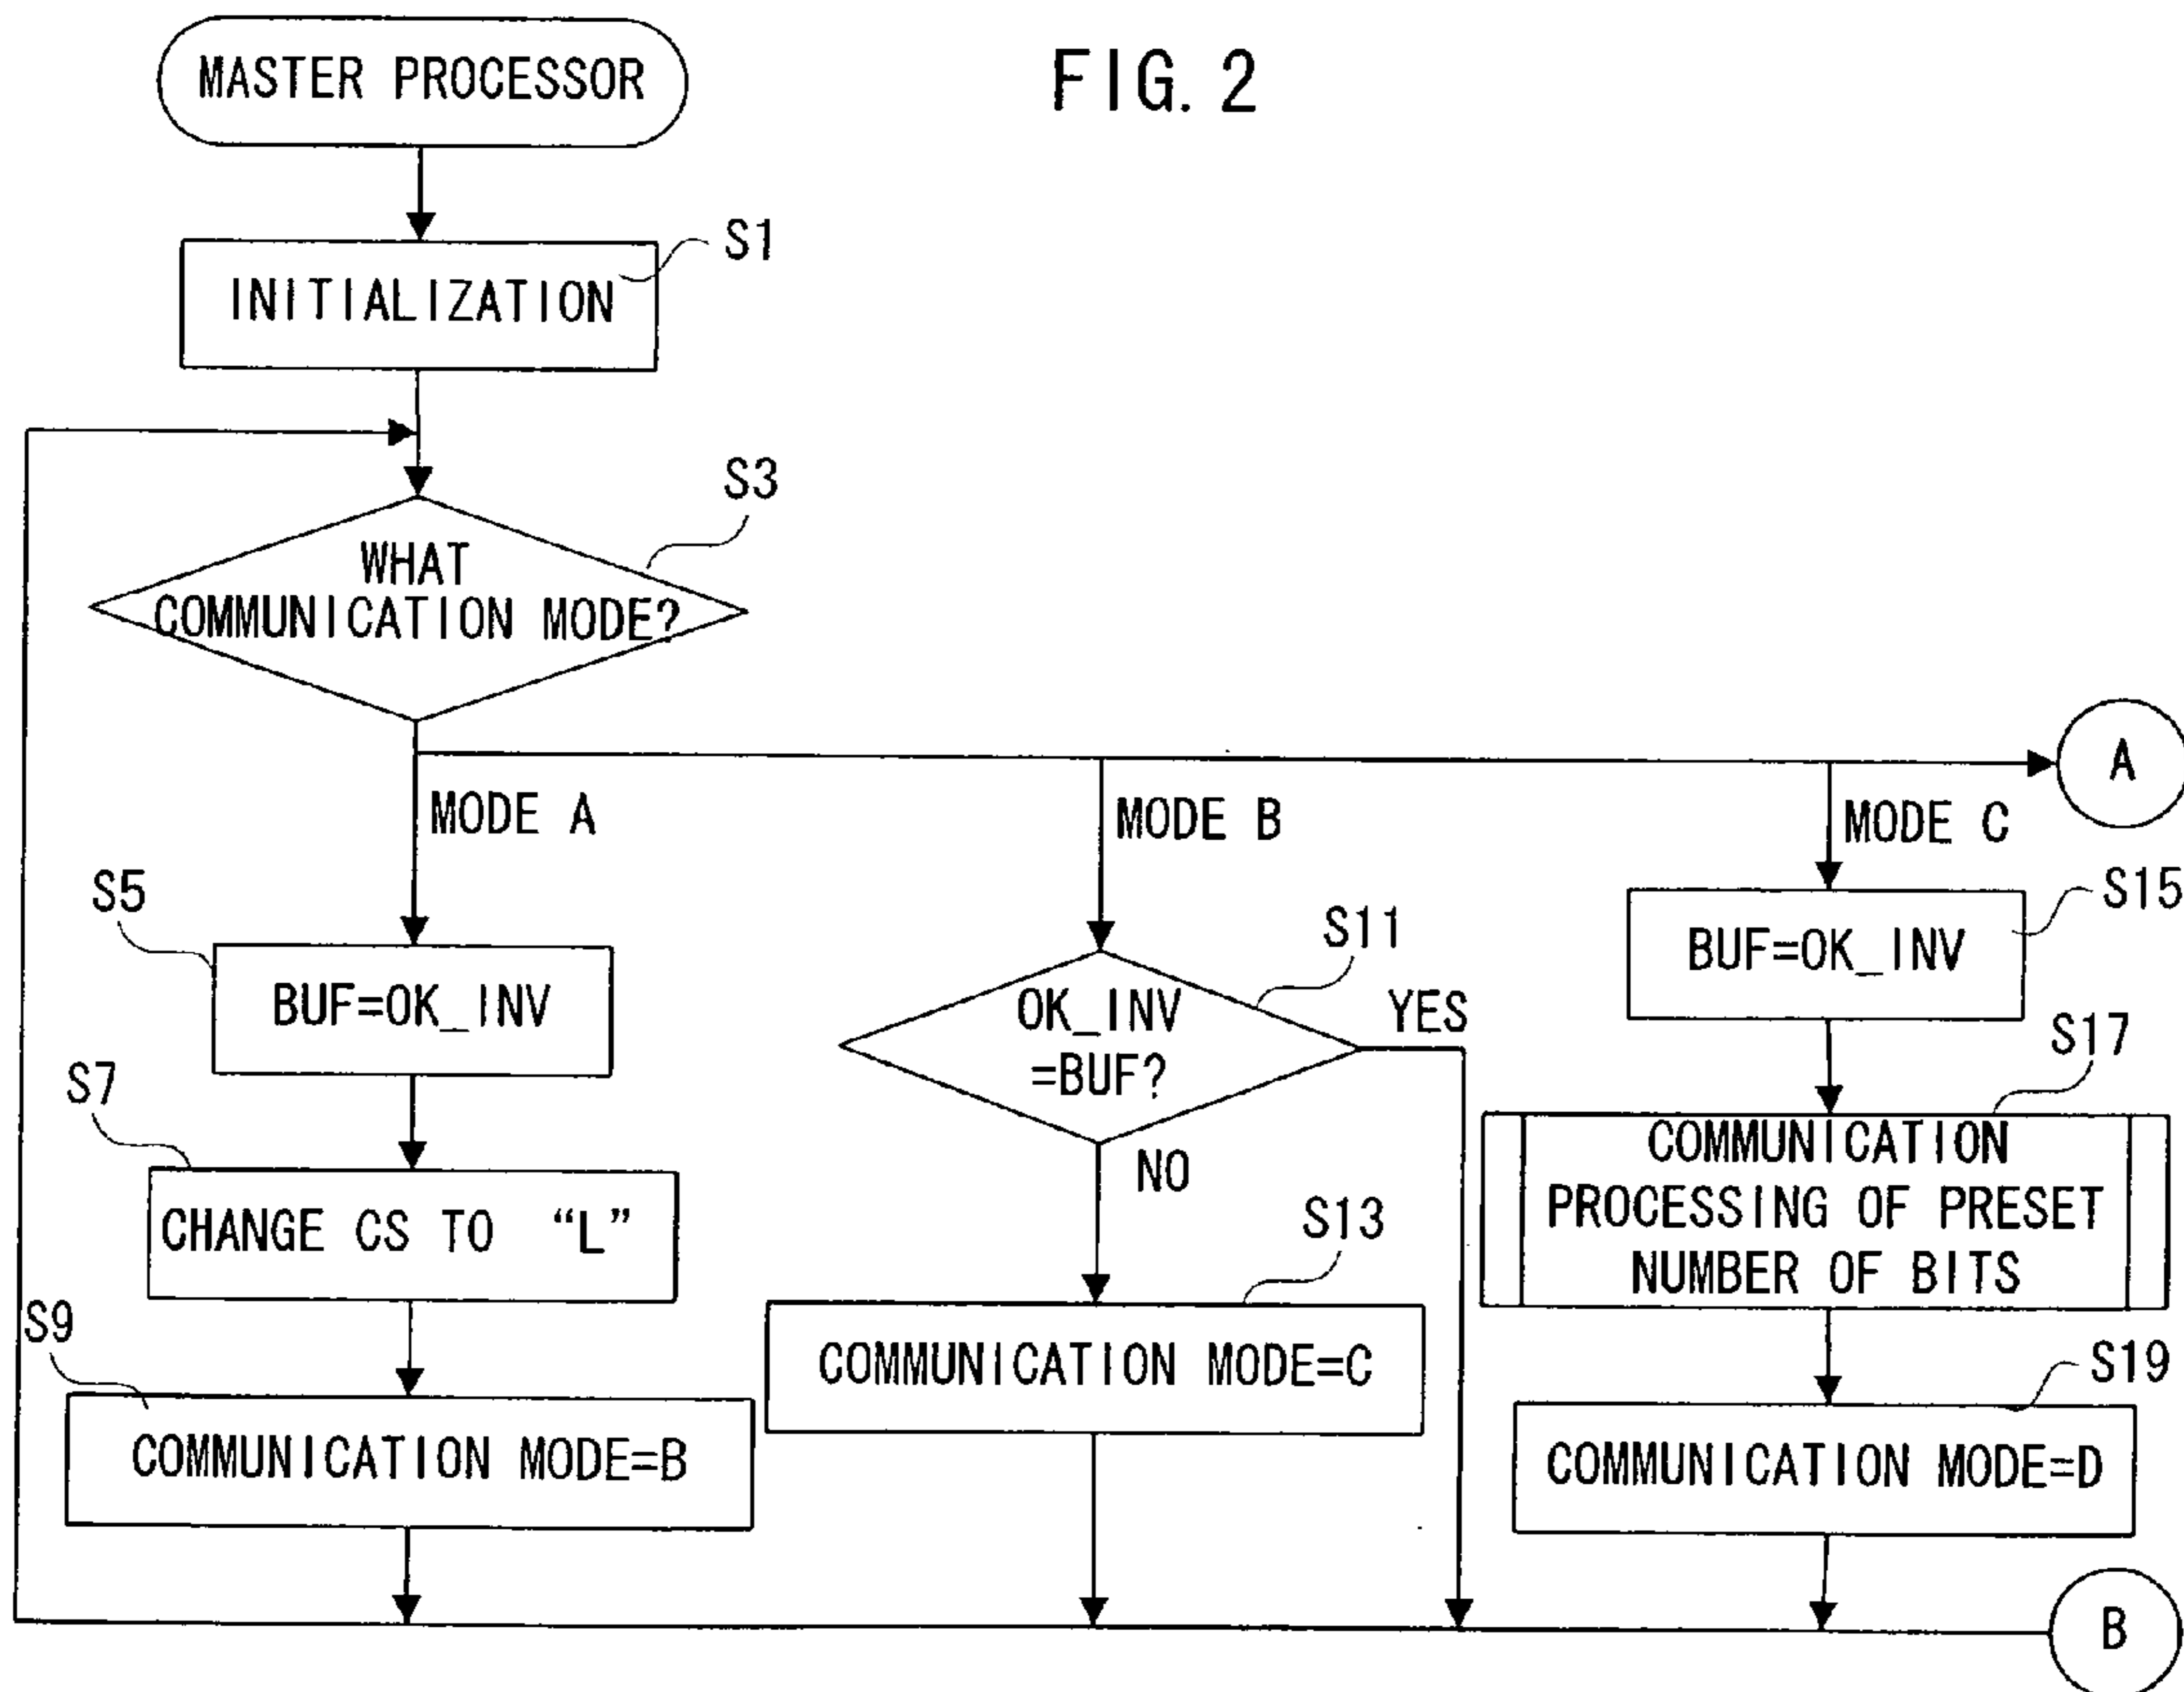 FIG. 2
MASTER PROCESSOR
S1
INITIALIZATION
S3
WHAT
COMMUNICATION MODE?
A
MODE A
MODE B
MODE C
S5
BUF=OK_INV
S7
CHANGE CS TO “L”
S9
COMMUNICATION MODE=B
S11
OK_INV
=BUF?
YES
NO
S13
COMMUNICATION MODE=C
S15
BUF=OK_INV
S17
COMMUNICATION
PROCESSING OF PRESET
NUMBER OF BITS
S19
COMMUNICATION MODE=D
B